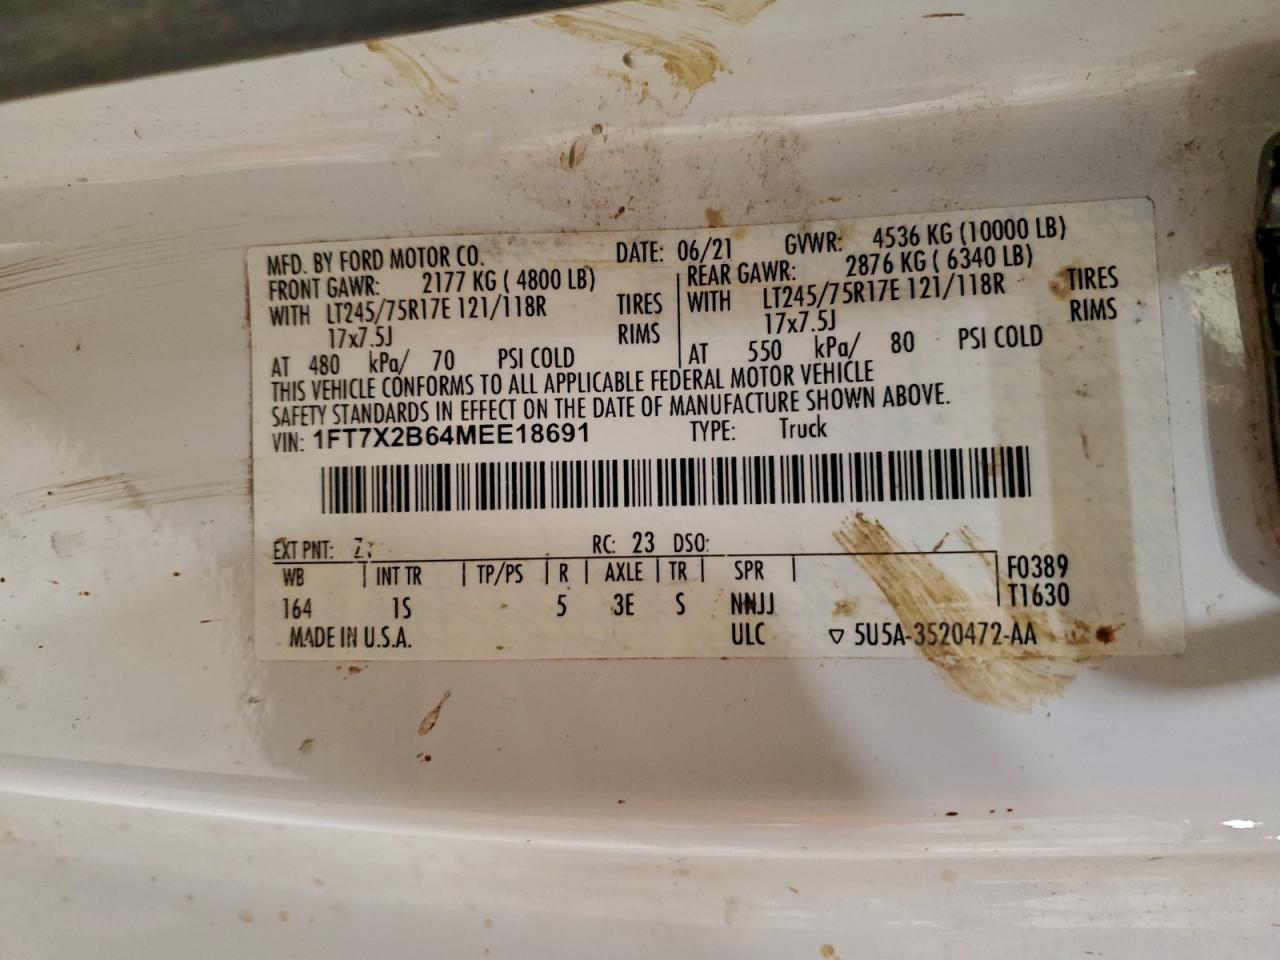 MFD. BY FORD MOTOR CO. DATE: 06/21 GVWR: 4536 KG (10000 LB)
FRONT GAWR: 2177 KG ( 4800 LB) REAR GAWR: 2876 KG ( 6340 LB)
WITH LT245/75R17E 121/118R TIRES WITH LT245/75R17E 121/118R TIRES
17x7.5J RIMS 17x7.5J RIMS
AT 480 kPa/ 70 PSI COLD AT 550 kPa/ 80 PSI COLD
THIS VEHICLE CONFORMS TO ALL APPLICABLE FEDERAL MOTOR VEHICLE
SAFETY STANDARDS IN EFFECT ON THE DATE OF MANUFACTURE SHOWN ABOVE.
VIN: 1FT7X2B64MEE18691 TYPE: Truck
EXT PNT: RC: 23 DSO:
WB INT TR TP/PS R AXLE TR SPR F0389
164 1S 5 3E S NNJJ T1630
MADE IN U.S.A. ULC ▽ 5U5A-3520472-AA